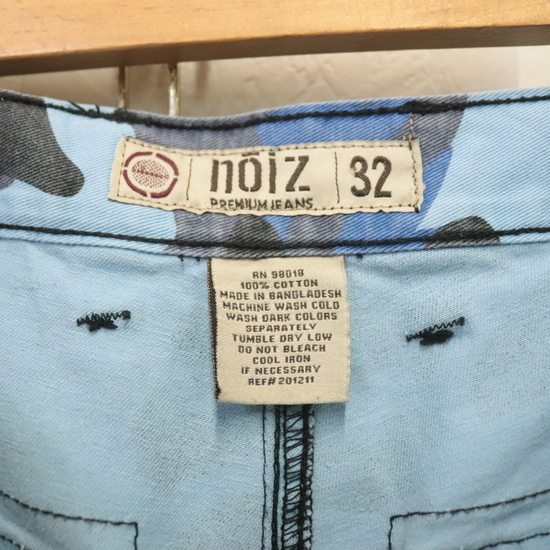 nōiz 32
PREMIUM JEANS
RN 98018
100% COTTON
MADE IN BANGLADESH
MACHINE WASH COLD
WASH DARK COLORS
SEPARATELY
TUMBLE DRY LOW
DO NOT BLEACH
COOL IRON
IF NECESSARY
REF# 201211